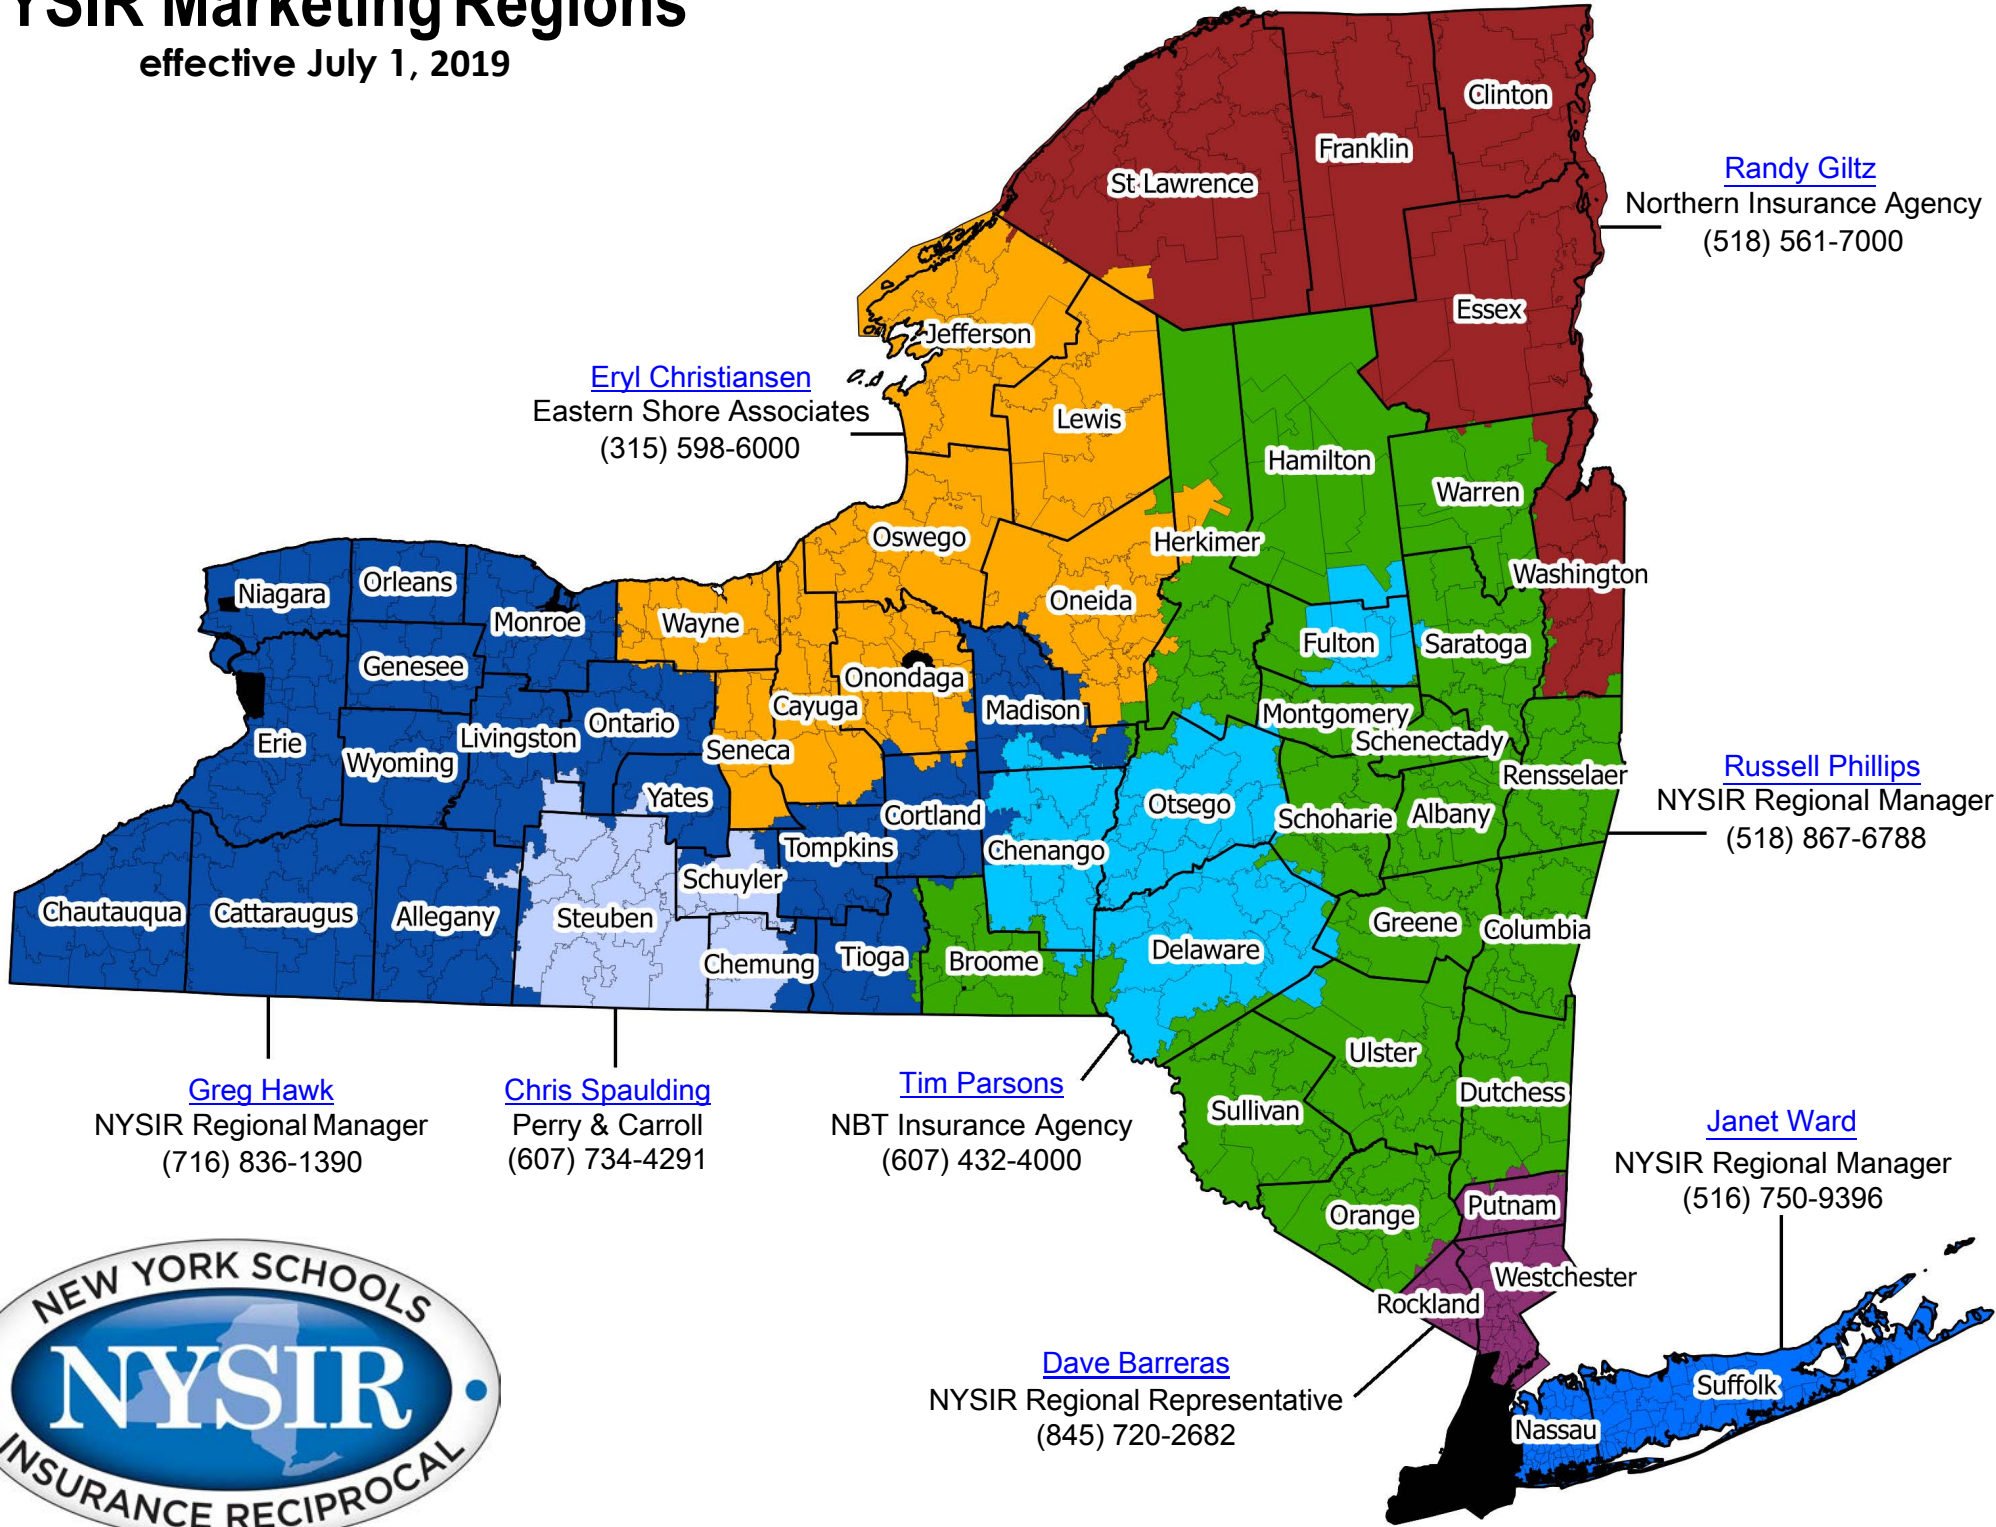 YSIR Marketing Regions
effective July 1, 2019
Clinton
Franklin
St Lawrence
Randy Giltz
Northern Insurance Agency
(518) 561-7000
Essex
Jefferson
Eryl Christiansen
Eastern Shore Associates
(315) 598-6000
Lewis
Hamilton
Warren
Oswego
Herkimer
Washington
Niagara
Orleans
Monroe
Wayne
Oneida
Fulton
Saratoga
Genesee
Onondaga
Cayuga
Madison
Montgomery
Schenectady
Erie
Wyoming
Livingston
Ontario
Seneca
Rensselaer
Russell Phillips
NYSIR Regional Manager
(518) 867-6788
Yates
Cortland
Otsego
Schoharie
Albany
Tompkins
Chenango
Schuyler
Chautauqua
Cattaraugus
Allegany
Steuben
Greene
Columbia
Chemung
Tioga
Broome
Delaware
Ulster
Dutchess
Sullivan
Greg Hawk
NYSIR Regional Manager
(716) 836-1390
Chris Spaulding
Perry & Carroll
(607) 734-4291
Tim Parsons
NBT Insurance Agency
(607) 432-4000
Janet Ward
NYSIR Regional Manager
(516) 750-9396
Orange
Putnam
Westchester
Rockland
Dave Barreras
NYSIR Regional Representative
(845) 720-2682
Suffolk
Nassau
NEW YORK SCHOOLS
NYSIR
INSURANCE RECIPROCAL